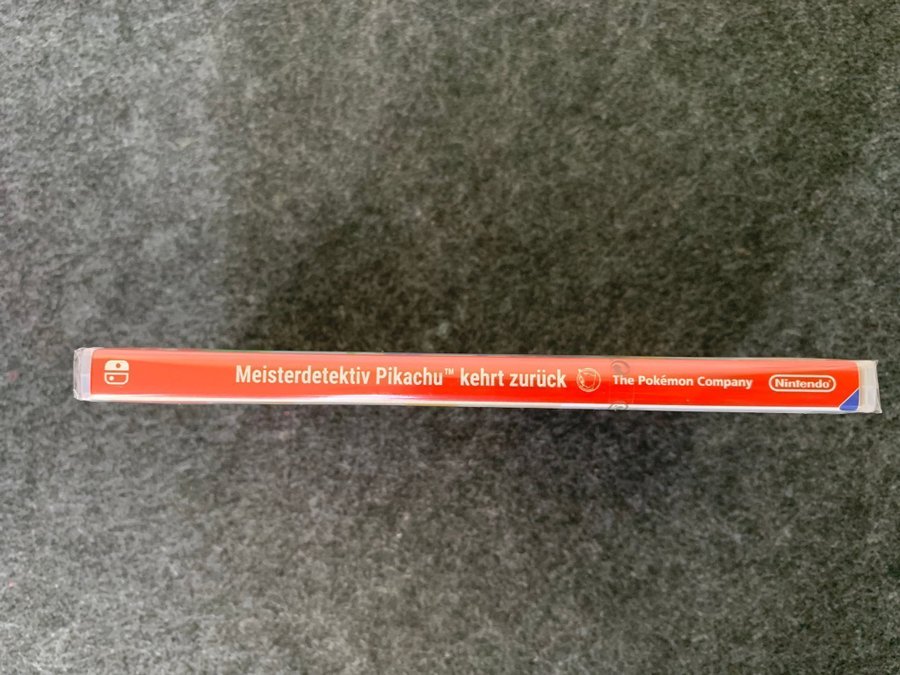 Meisterdetektiv Pikachu™ kehrt zurück The Pokémon Company Nintendo